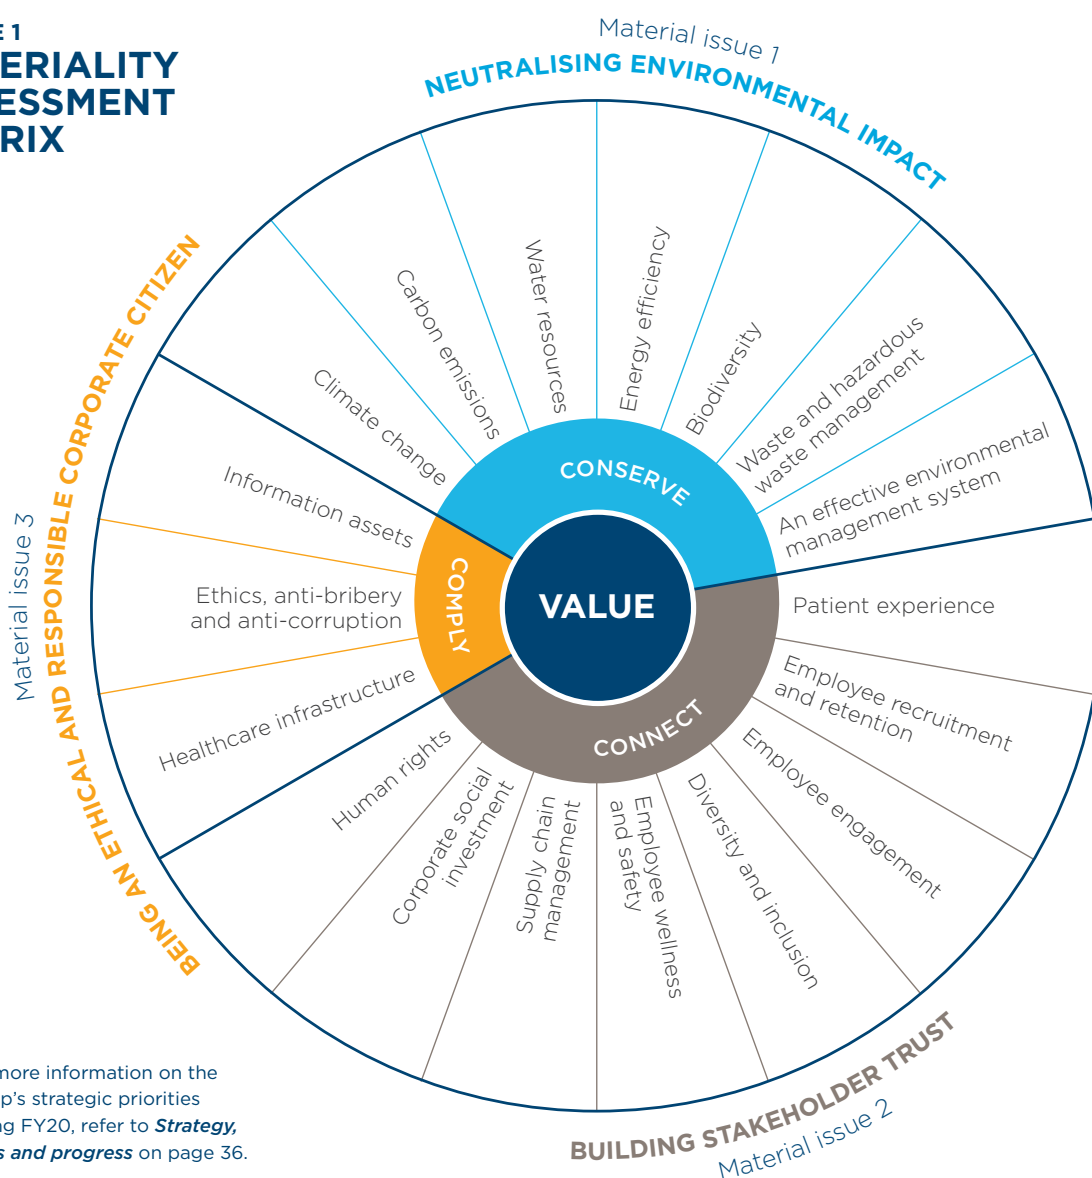 E 1
ERIALITY
ESSMENT
RIX
Material issue 1
NEUTRALISING ENVIRONMENTAL IMPACT
Climate change
Carbon emissions
Water resources
Energy efficiency
Biodiversity
Waste and hazardous
waste management
An effective environmental
management system
CONSERVE
Material issue 3
BEING AN ETHICAL AND RESPONSIBLE CORPORATE CITIZEN
Information assets
Ethics, anti-bribery
and anti-corruption
Healthcare infrastructure
COMPLY
VALUE
CONNECT
Patient experience
Employee recruitment
and retention
Employee engagement
Diversity and inclusion
Employee wellness
and safety
Supply chain
management
Corporate social
investment
Human rights
BUILDING STAKEHOLDER TRUST
Material issue 2
more information on the
p's strategic priorities
ng FY20, refer to Strategy,
s and progress on page 36.